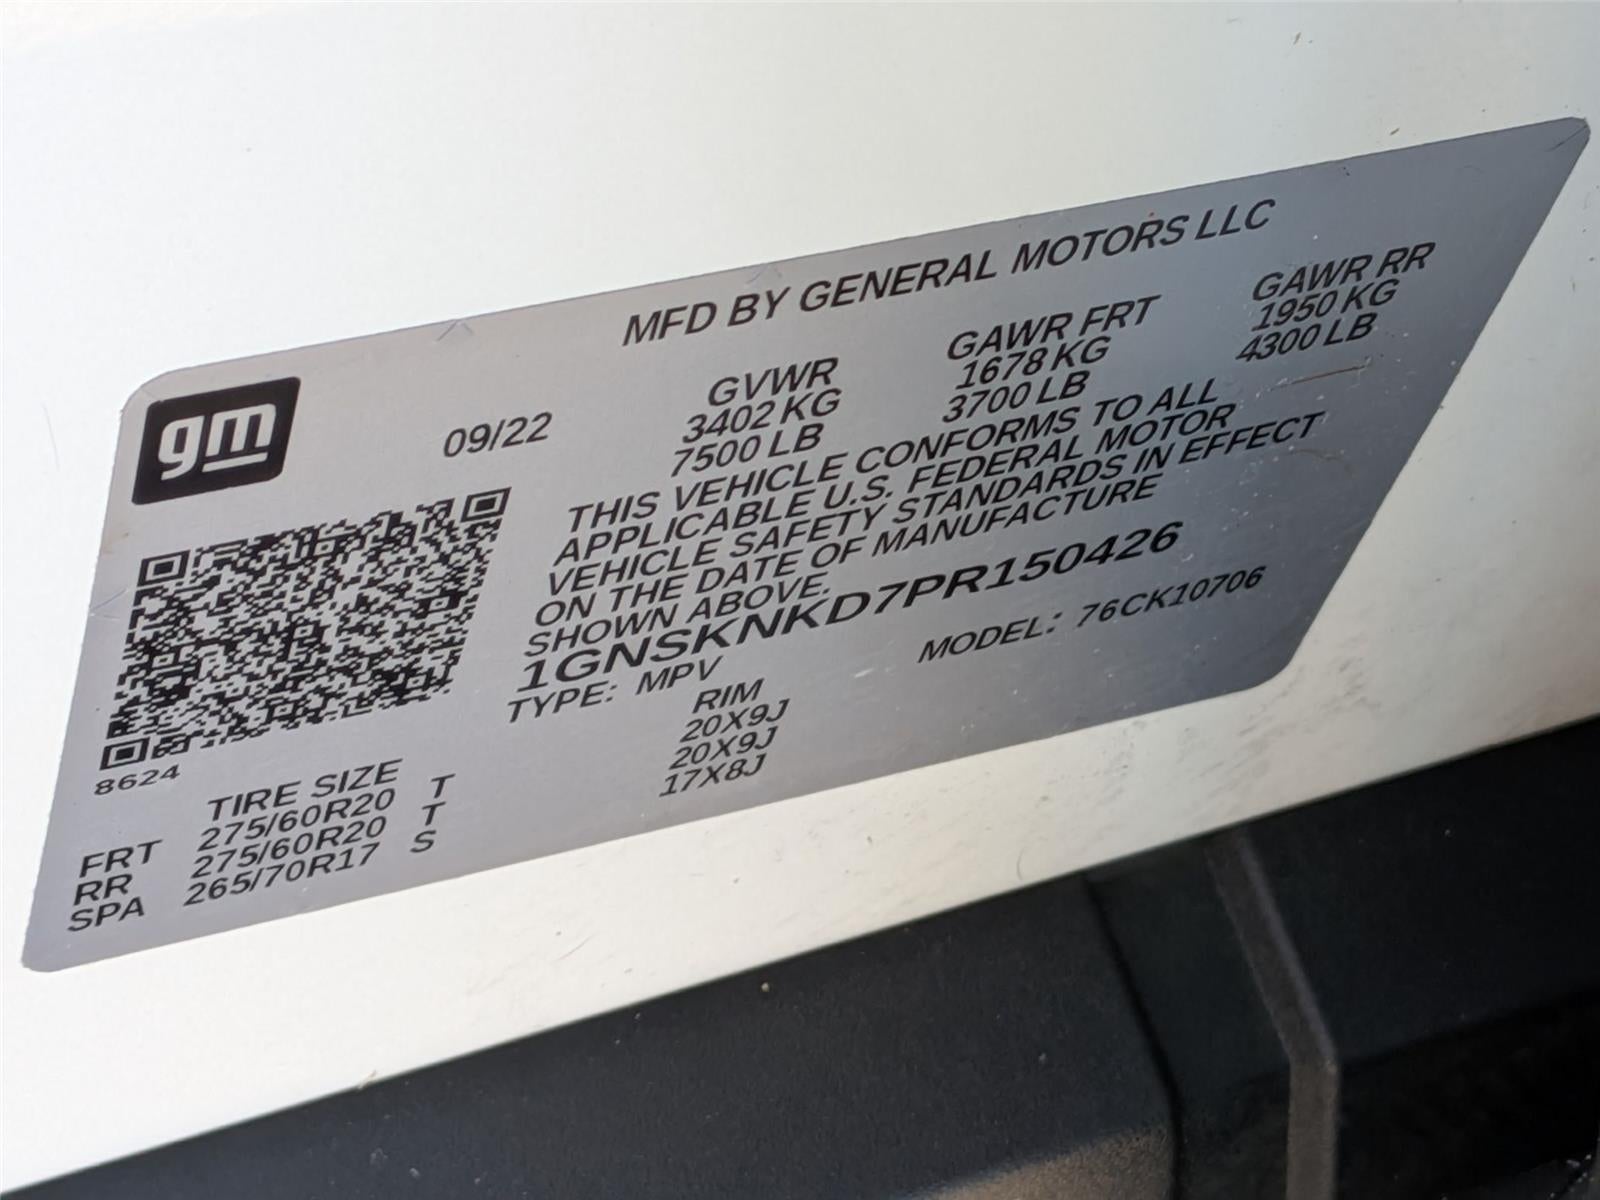 gm
MFD BY GENERAL MOTORS LLC
09/22
GVWR GAWR FRT GAWR RR
3402 KG 1678 KG 1950 KG
7500 LB 3700 LB 4300 LB
THIS VEHICLE CONFORMS TO ALL
APPLICABLE U.S. FEDERAL MOTOR
VEHICLE SAFETY STANDARDS IN EFFECT
ON THE DATE OF MANUFACTURE
SHOWN ABOVE.
1GNSKNKD7PR150426
TYPE: MPV MODEL: 76CK10706
8624
TIRE SIZE RIM
FRT 275/60R20 T 20X9J
RR 275/60R20 T 20X9J
SPA 265/70R17 S 17X8J